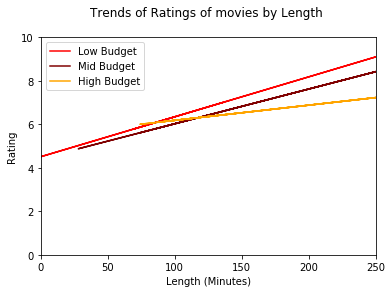 Trends of Ratings of movies by Length
10
8
6
4
2
0
Rating
Low Budget
Mid Budget
High Budget
0 50 100 150 200 250
Length (Minutes)